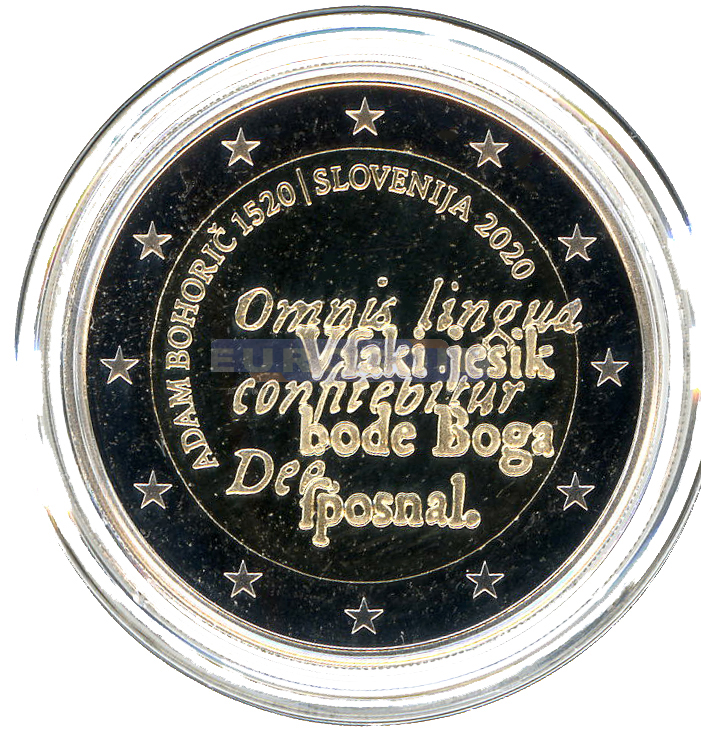 ADAM BOHORIČ 1520 | SLOVENIJA 2020
Omnis lingua
Vſaki jesik
confitebitur
bode Boga
Deo
ſposnal.